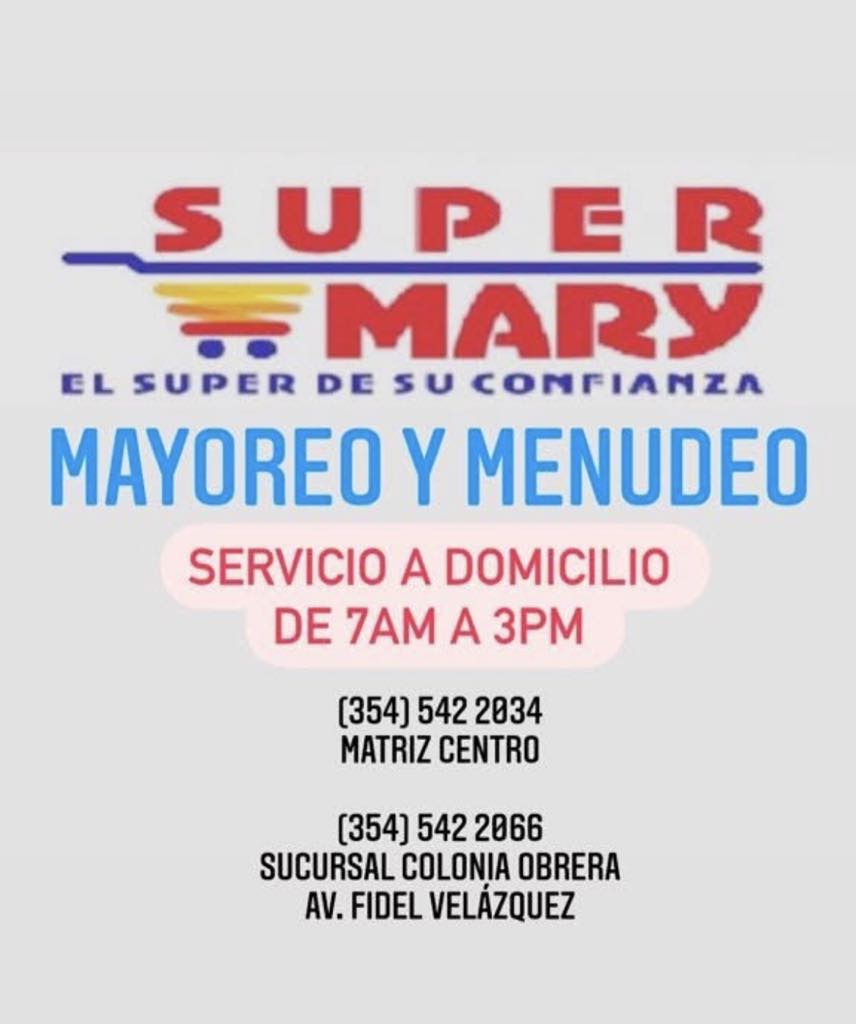 SUPER
MARY
EL SUPER DE SU CONFIANZA
MAYOREO Y MENUDEO
SERVICIO A DOMICILIO
DE 7AM A 3PM
(354) 542 2034
MATRIZ CENTRO
(354) 542 2066
SUCURSAL COLONIA OBRERA
AV. FIDEL VELÁZQUEZ